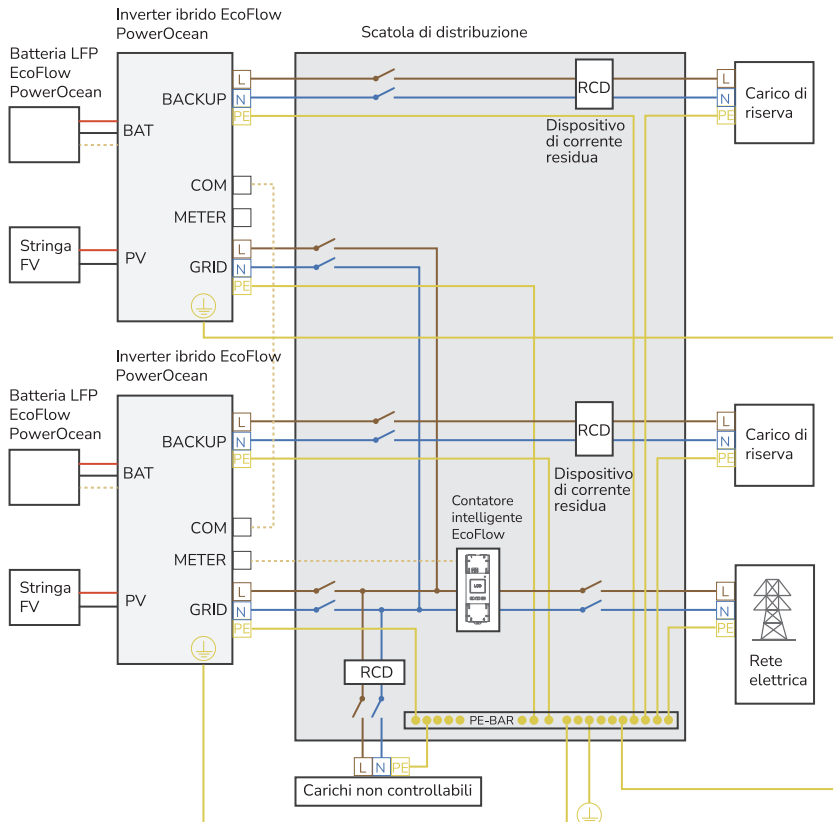 Inverter ibrido EcoFlow
PowerOcean
Scatola di distribuzione
Batteria LFP
EcoFlow
PowerOcean
L
N
PE
BACKUP
BAT
RCD
L
N
PE
Carico di
riserva
Dispositivo
di corrente
residua
COM
METER
Stringa
FV
PV
GRID
L
N
PE
Inverter ibrido EcoFlow
PowerOcean
Batteria LFP
EcoFlow
PowerOcean
L
N
PE
BACKUP
BAT
RCD
L
N
PE
Carico di
riserva
Dispositivo
di corrente
residua
Contatore
intelligente
EcoFlow
COM
METER
Stringa
FV
PV
GRID
L
N
PE
L
N
PE
Rete
elettrica
RCD
PE-BAR
L
N
PE
Carichi non controllabili